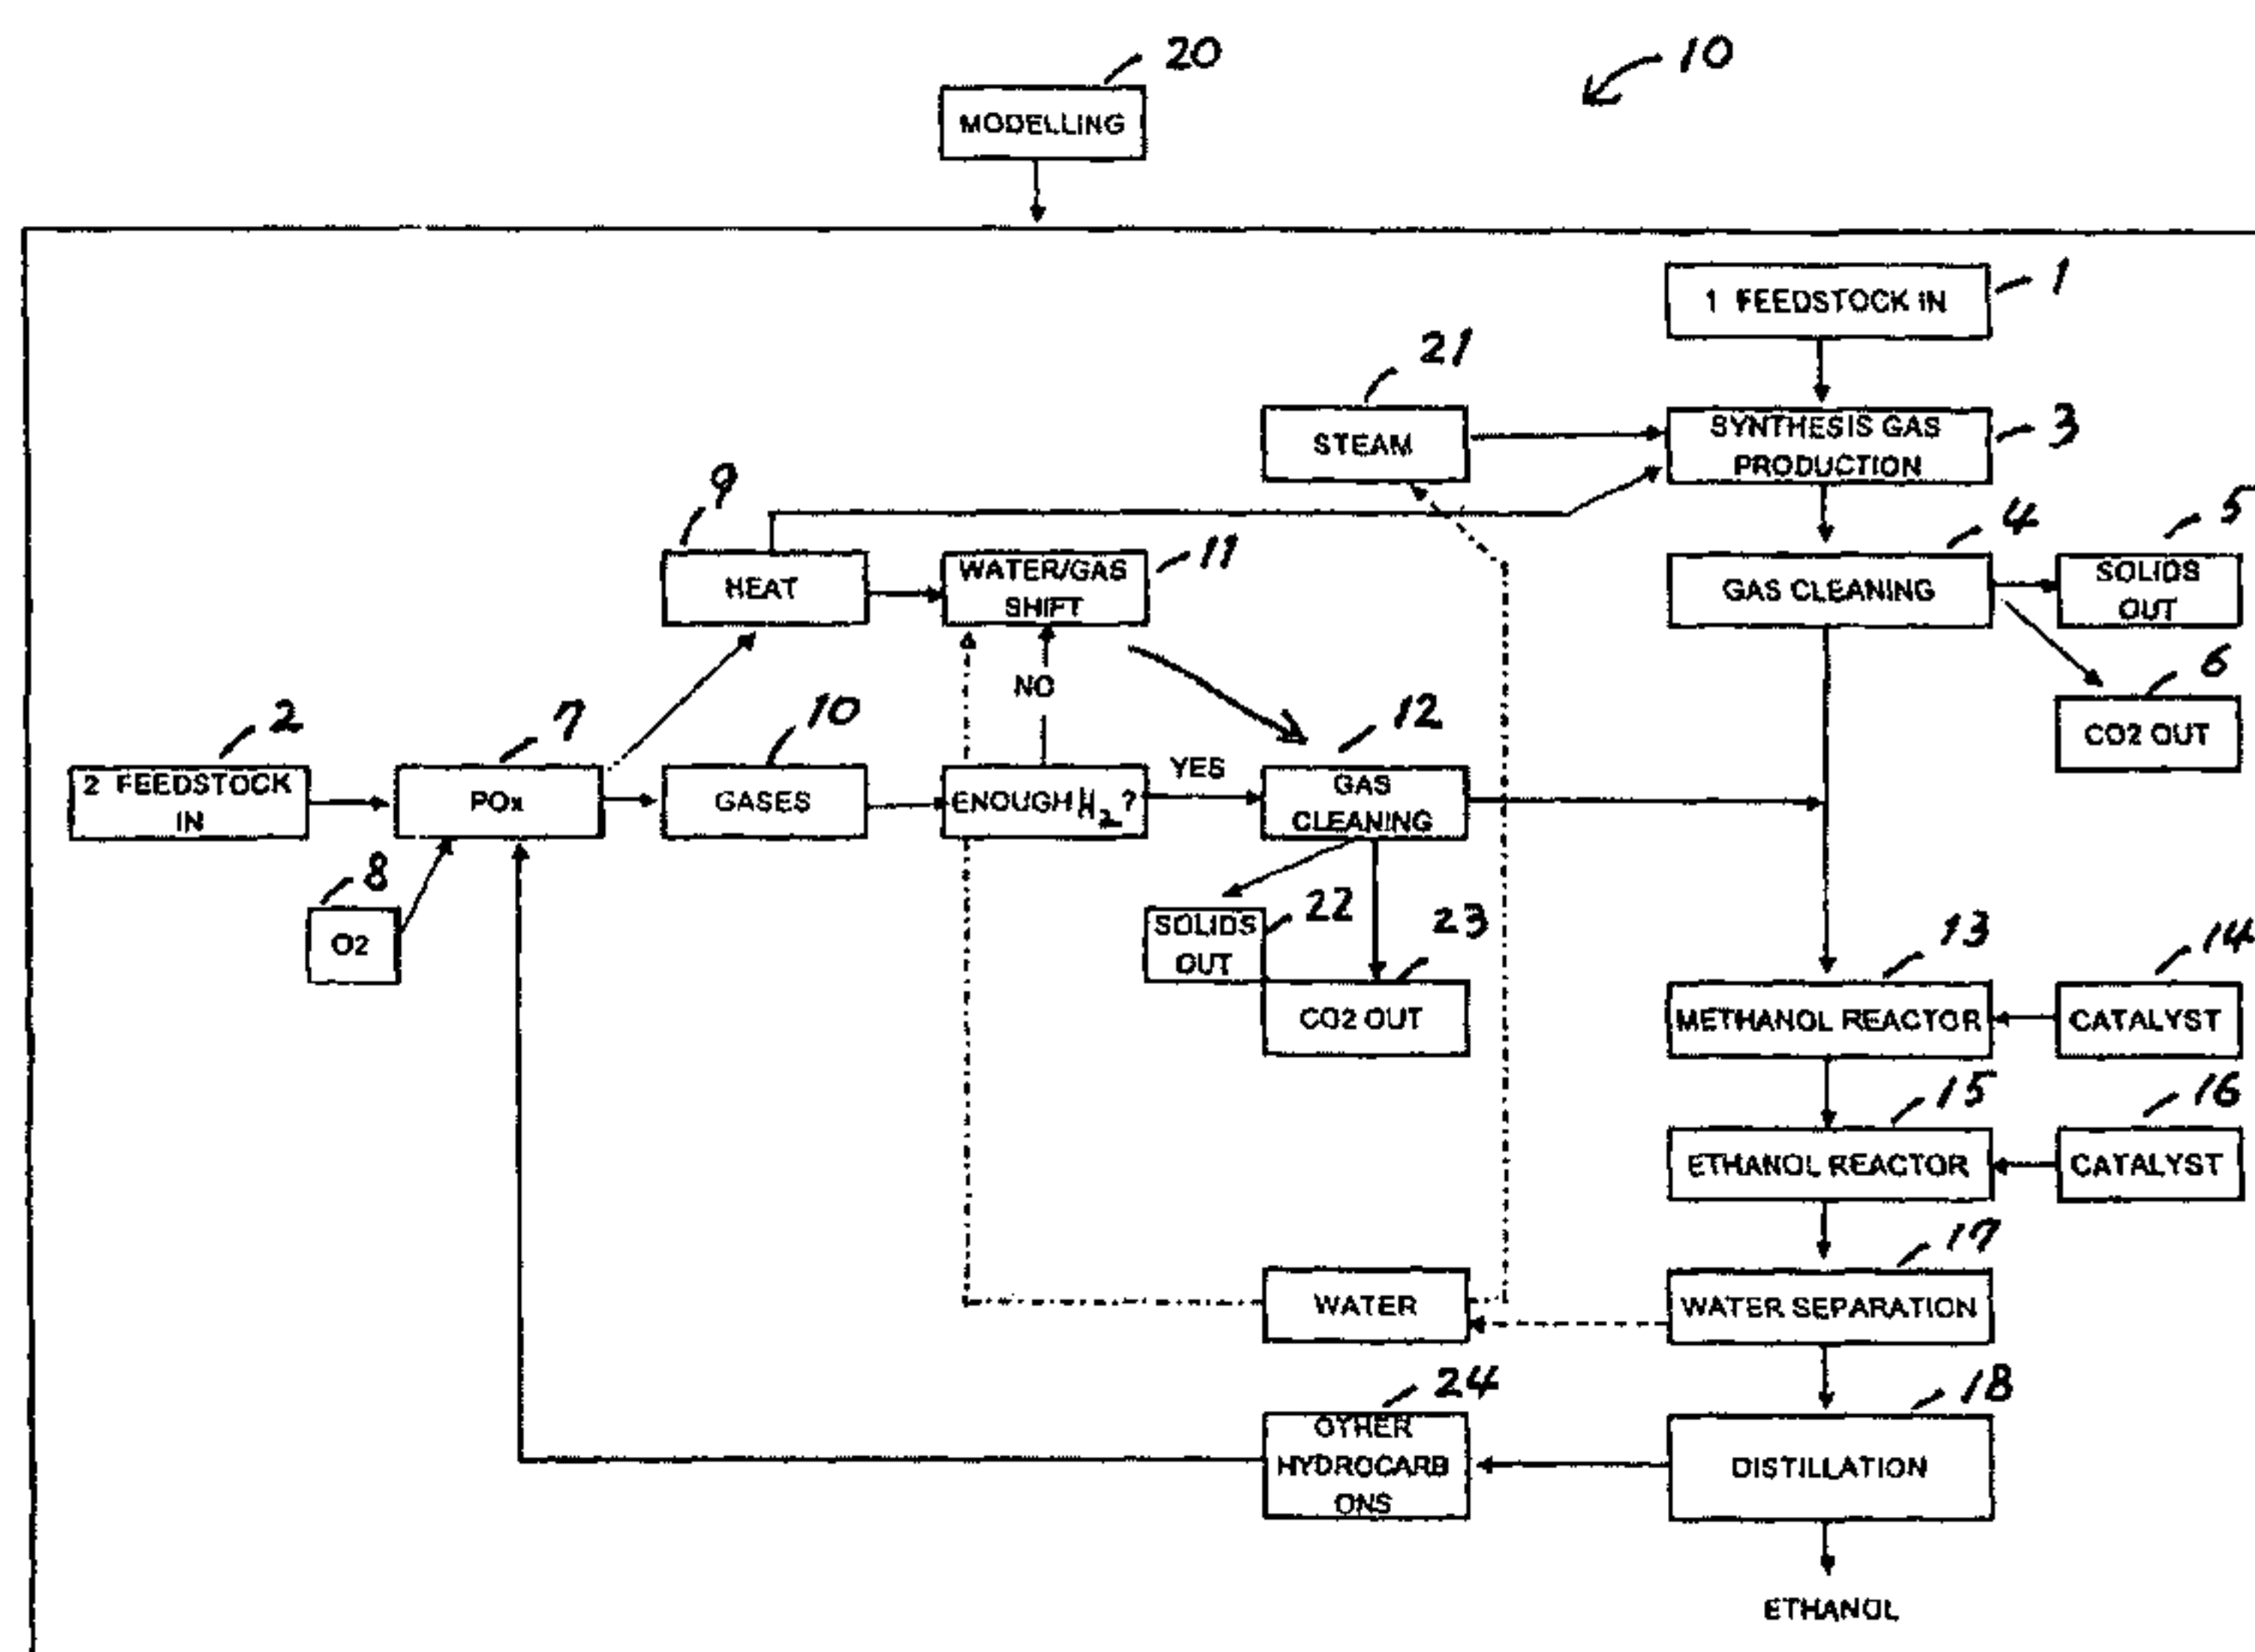 20
10
MODELLING
1 FEEDSTOCK IN
1
21
STEAM
SYNTHESIS GAS
PRODUCTION
3
9
HEAT
WATER/GAS
SHIFT
11
4
GAS CLEANING
5
SOLIDS
OUT
6
CO2 OUT
NO
2
2 FEEDSTOCK
IN
7
POx
10
GASES
ENOUGH H2 ?
YES
12
GAS
CLEANING
8
O2
SOLIDS
OUT
22
23
CO2 OUT
13
METHANOL REACTOR
14
CATALYST
15
ETHANOL REACTOR
16
CATALYST
17
WATER
WATER SEPARATION
24
OTHER
HYDROCARB
ONS
18
DISTILLATION
ETHANOL